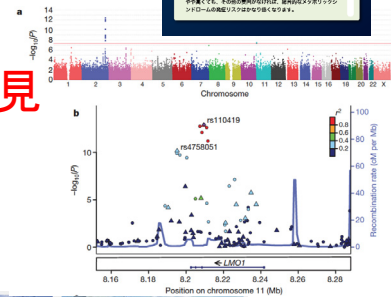 やや高くても、その他の要因がなければ、総合的なメタボリックシ
ンドロームの発症リスクはかなり低くなります。
見
a
14
12
10
8
6
4
2
0
−log10(P)
1 2 3 4 5 6 7 8 9 10 11 12 13 14 15 16 18 20 22 X
Chromosome
b
rs110419
rs4758051
r²
0.8
0.6
0.4
0.2
10
5
0
−log10(P)
100
80
60
40
20
0
Recombination rate (cM per Mb)
← LMO1
8.16 8.18 8.2 8.22 8.24 8.26 8.28
Position on chromosome 11 (Mb)